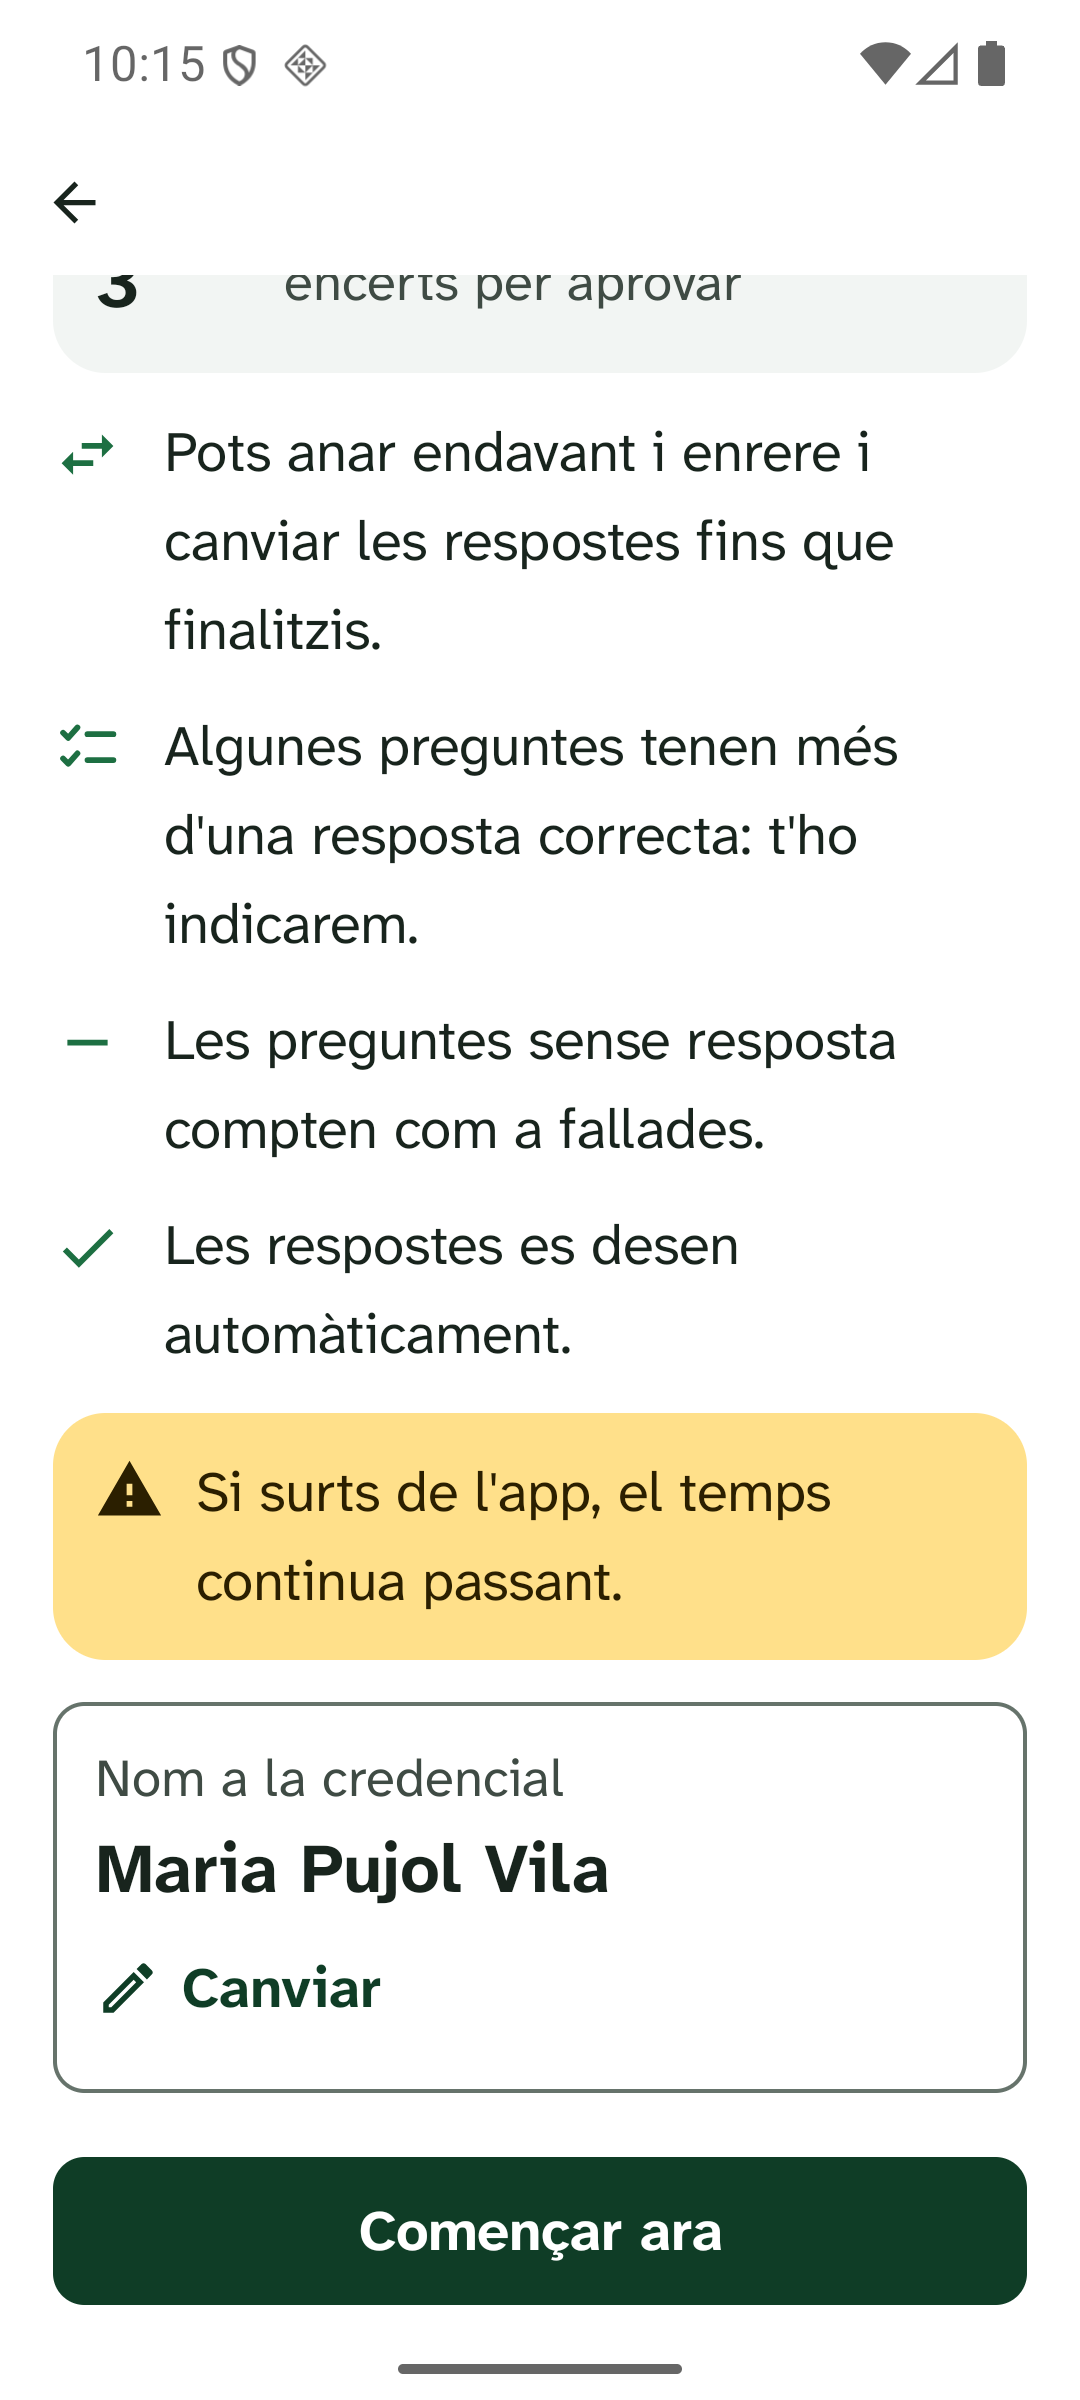 10:15
3 encerts per aprovar
Pots anar endavant i enrere i
canviar les respostes fins que
finalitzis.
Algunes preguntes tenen més
d'una resposta correcta: t'ho
indicarem.
Les preguntes sense resposta
compten com a fallades.
Les respostes es desen
automàticament.
Si surts de l'app, el temps
continua passant.
Nom a la credencial
Maria Pujol Vila
Canviar
Començar ara